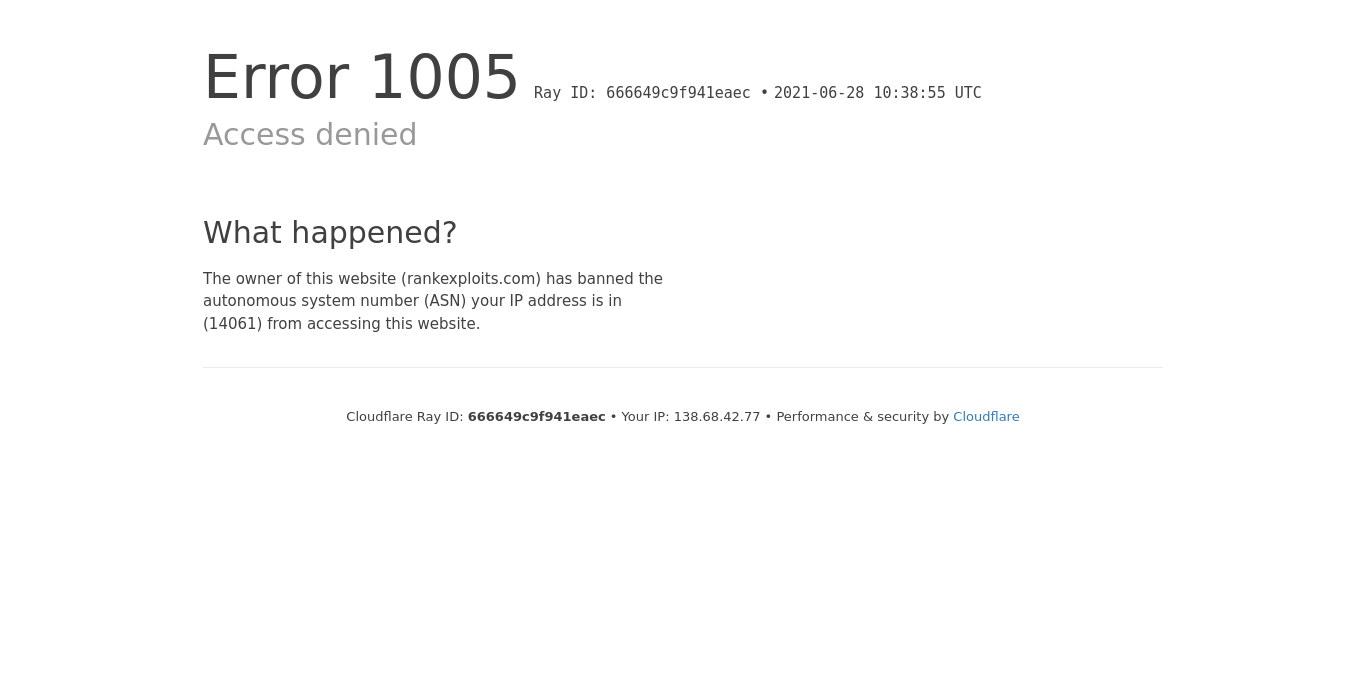 Error 1005 Ray ID: 666649c9f941eaec • 2021-06-28 10:38:55 UTC
Access denied
What happened?
The owner of this website (rankexploits.com) has banned the
autonomous system number (ASN) your IP address is in
(14061) from accessing this website.
Cloudflare Ray ID: 666649c9f941eaec • Your IP: 138.68.42.77 • Performance & security by Cloudflare